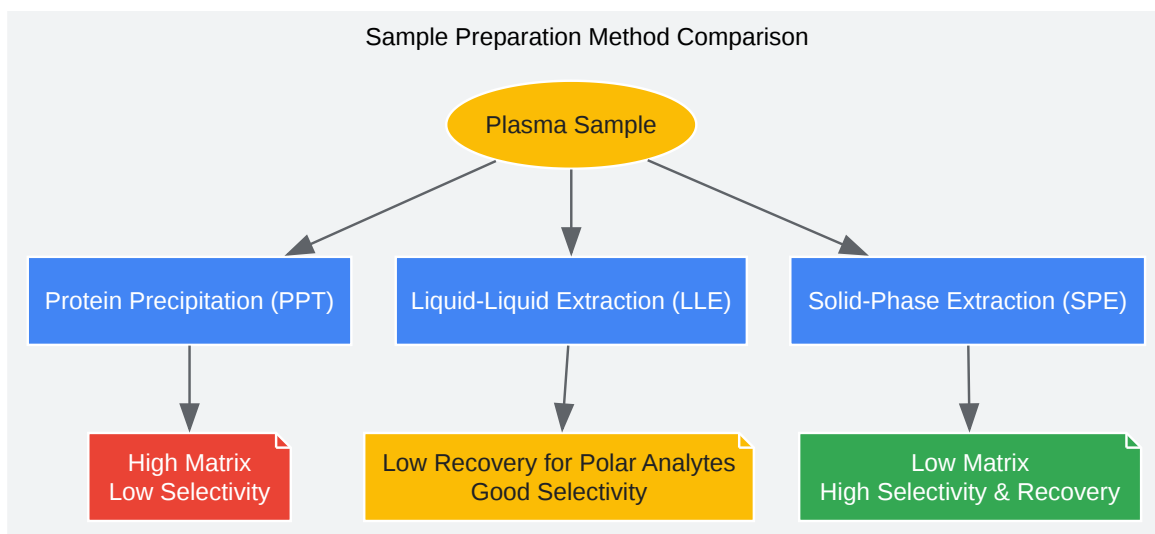 Sample Preparation Method Comparison
Plasma Sample
Protein Precipitation (PPT)
Liquid-Liquid Extraction (LLE)
Solid-Phase Extraction (SPE)
High Matrix
Low Selectivity
Low Recovery for Polar Analytes
Good Selectivity
Low Matrix
High Selectivity & Recovery